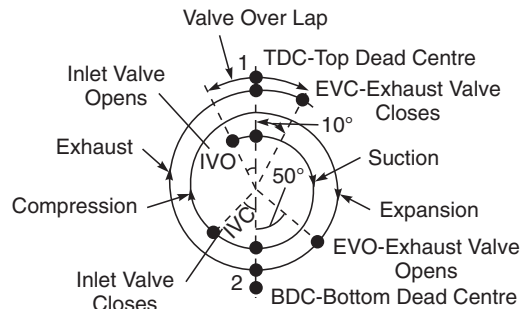 Valve Over Lap
1
TDC-Top Dead Centre
Inlet Valve
Opens
EVC-Exhaust Valve
Closes
10°
Exhaust
IVO
Suction
50°
Compression
IVC
Expansion
EVO-Exhaust Valve
Opens
Inlet Valve
Closes
2
BDC-Bottom Dead Centre